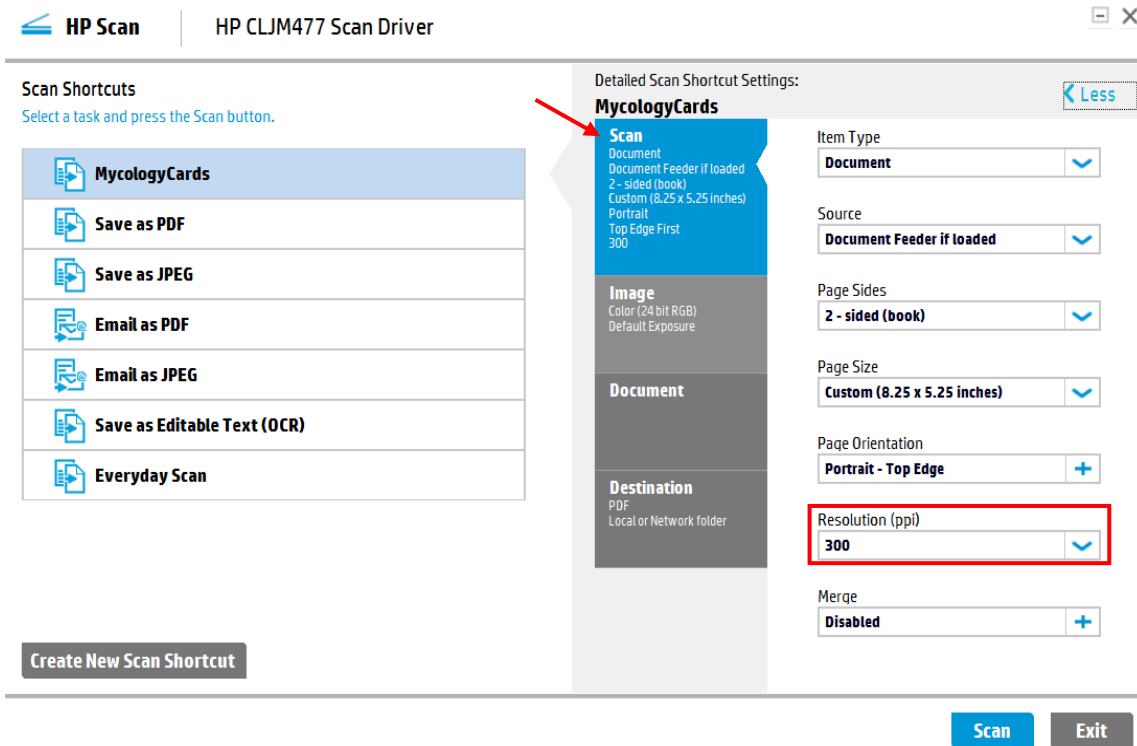 HP Scan
HP CLJM477 Scan Driver
Scan Shortcuts
Select a task and press the Scan button.
MycologyCards
Save as PDF
Save as JPEG
Email as PDF
Email as JPEG
Save as Editable Text (OCR)
Everyday Scan
Create New Scan Shortcut
Detailed Scan Shortcut Settings:
MycologyCards
Less
Scan
Document
Document Feeder if loaded
2 - sided (book)
Custom (8.25 x 5.25 inches)
Portrait
Top Edge First
300
Image
Color (24 bit RGB)
Default Exposure
Document
Destination
PDF
Local or Network folder
Item Type
Document
Source
Document Feeder if loaded
Page Sides
2 - sided (book)
Page Size
Custom (8.25 x 5.25 inches)
Page Orientation
Portrait - Top Edge
Resolution (ppi)
300
Merge
Disabled
Scan
Exit